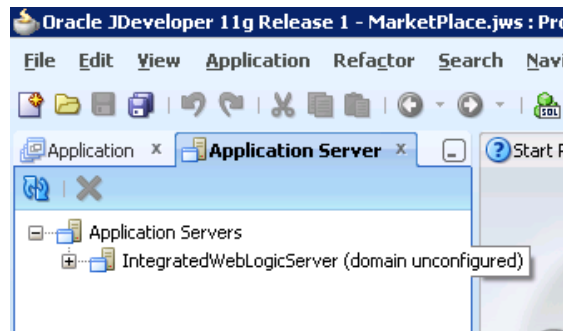 Oracle JDeveloper 11g Release 1 - MarketPlace.jws : Pro
File Edit View Application Refactor Search Navi
SQL
Application x Application Server x Start P
Application Servers
IntegratedWebLogicServer (domain unconfigured)